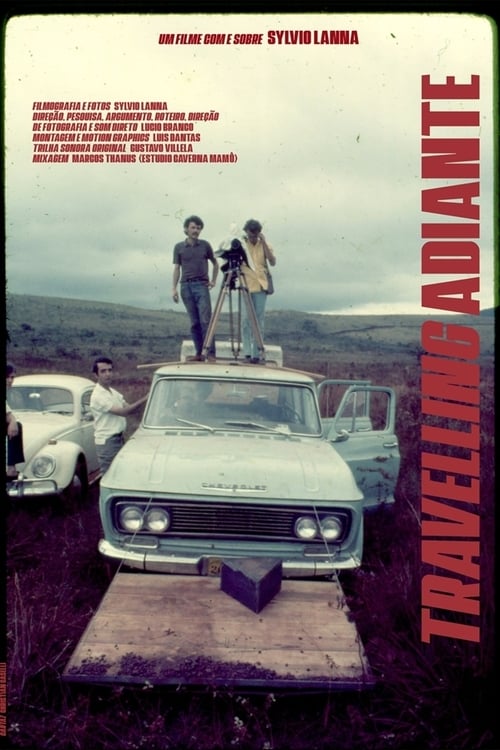 UM FILME COM E SOBRE SYLVIO LANNA
FILMOGRAFIA E FOTOS SYLVIO LANNA
DIREÇÃO, PESQUISA, ARGUMENTO, ROTEIRO, DIREÇÃO
DE FOTOGRAFIA E SOM DIRETO LUCIO BRANCO
MONTAGEM E MOTION GRAPHICS LUIS DANTAS
TRILHA SONORA ORIGINAL GUSTAVO VILLELA
MIXAGEM MARCOS THANUS (ESTUDIO CAVERNA MAMÔ)
TRAVELLING ADIANTE
CHEVROLET
CHRISTIAN